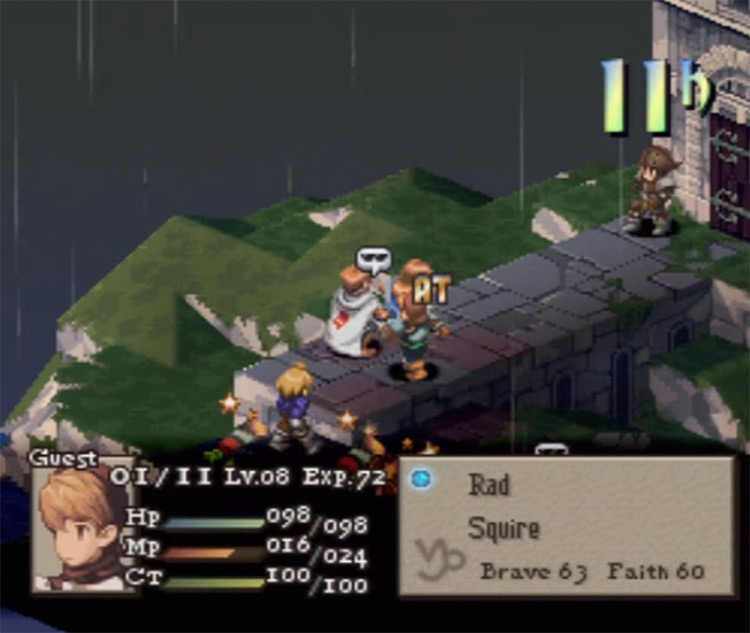 11h
AT
Guest
01/11 Lv.08 Exp.72
Hp 098/098
Mp 016/024
CT 100/100
Rad
Squire
Brave 63 Faith 60